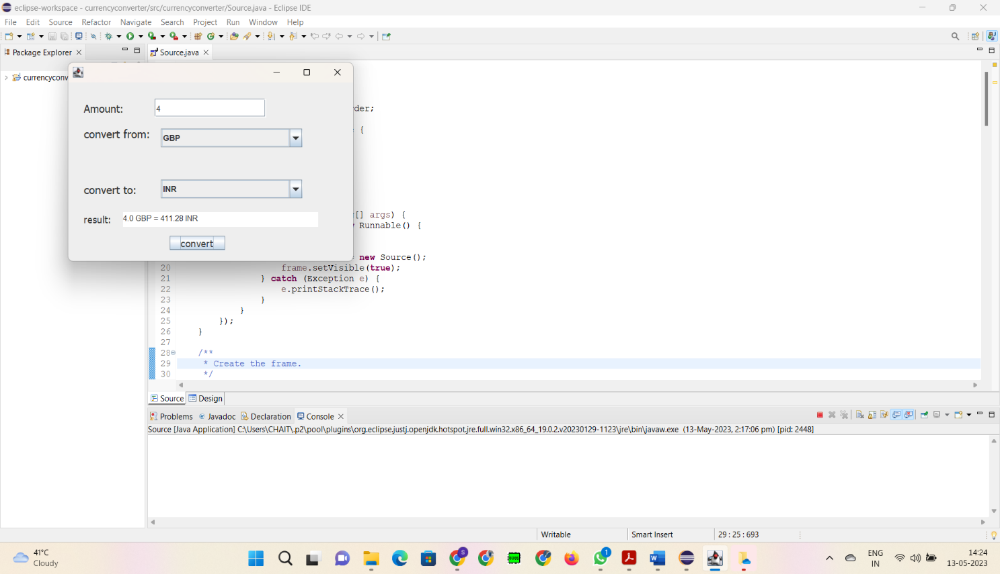 eclipse-workspace - currencyconverter/src/currencyconverter/Source.java - Eclipse IDE
File Edit Source Refactor Navigate Search Project Run Window Help
Package Explorer
Source.java
currencyconv
Amount: 4
convert from: GBP
convert to: INR
result: 4.0 GBP = 411.28 INR
convert
der;
{
[] args) {
Runnable() {
= new Source();
20 frame.setVisible(true);
21 } catch (Exception e) {
22 e.printStackTrace();
23 }
24 }
25 });
26 }
27
28 /**
29 * Create the frame.
30 */
Source Design
Problems @ Javadoc Declaration Console
Source [Java Application] C:\Users\CHAIT\.p2\pool\plugins\org.eclipse.justj.openjdk.hotspot.jre.full.win32.x86_64_19.0.2.v20230129-1123\jre\bin\javaw.exe (13-May-2023, 2:17:06 pm) [pid: 2448]
Writable Smart Insert 29 : 25 : 693
41°C
Cloudy
S
1
ENG
IN
14:24
13-05-2023